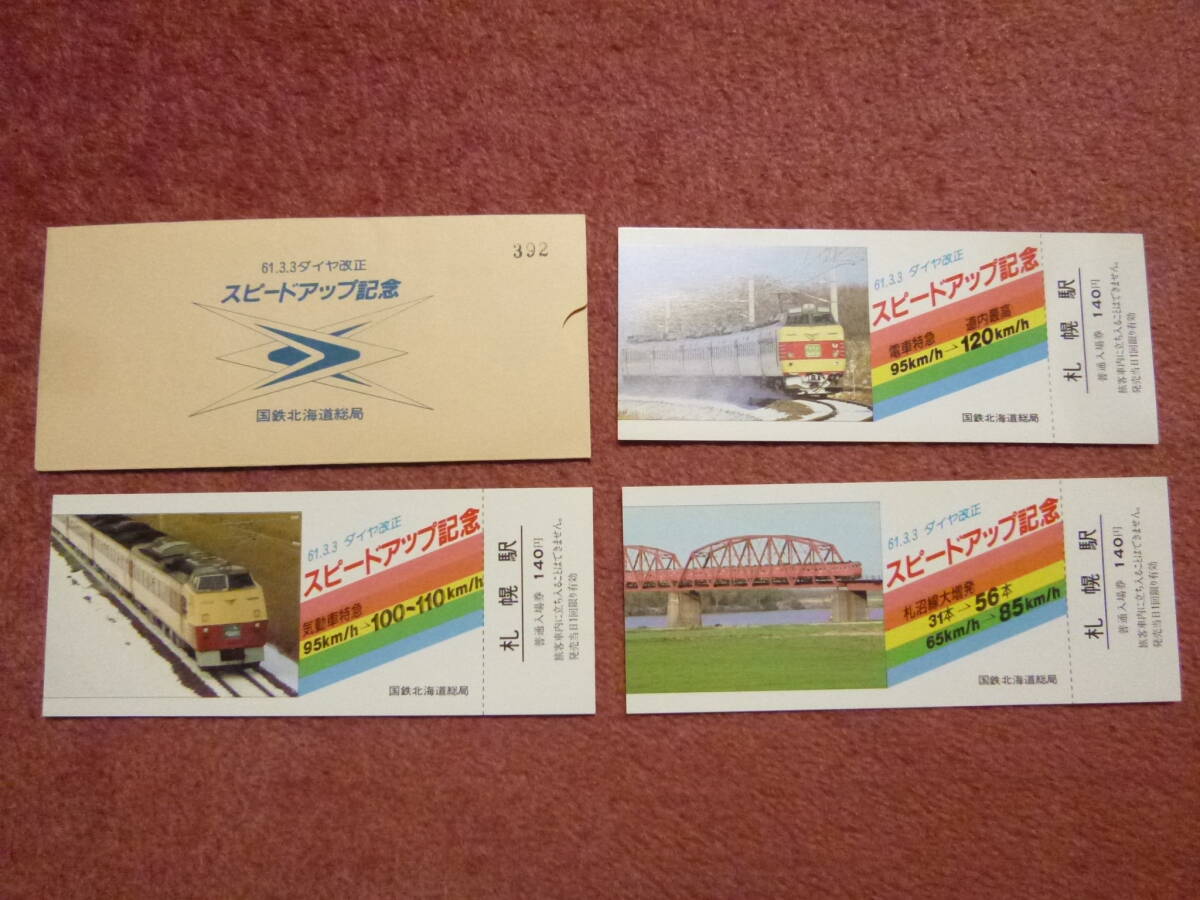 392
61.3.3ダイヤ改正
スピードアップ記念
国鉄北海道総局
61.3.3 ダイヤ改正
スピードアップ記念
電車特急 道内最高
95km/h→120km/h
国鉄北海道総局
札幌駅
普通入場券 140円
旅客車内に立ち入ることはできません。
発売当日1回限り有効
61.3.3 ダイヤ改正
スピードアップ記念
気動車特急
95km/h→100~110km/h
国鉄北海道総局
札幌駅
普通入場券 140円
旅客車内に立ち入ることはできません。
発売当日1回限り有効
61.3.3 ダイヤ改正
スピードアップ記念
札沼線大増発
31本→56本
65km/h→85km/h
国鉄北海道総局
札幌駅
普通入場券 140円
旅客車内に立ち入ることはできません。
発売当日1回限り有効